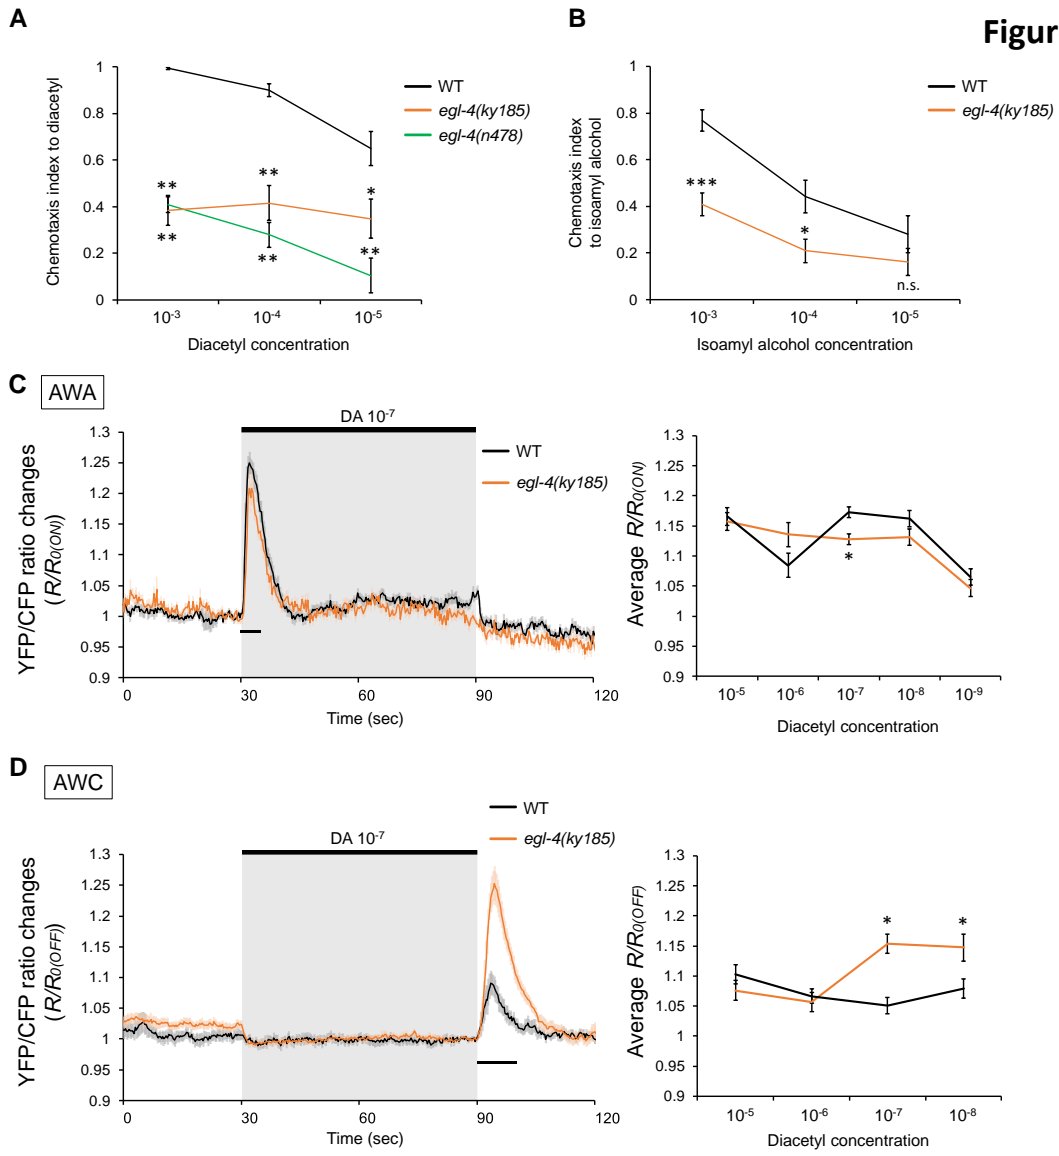 A
B
Figur
Chemotaxis index to diacetyl
1
0.8
0.6
0.4
0.2
0
WT
egl-4(ky185)
egl-4(n478)
**
**
*
**
**
**
10-3
10-4
10-5
Diacetyl concentration
Chemotaxis index
to isoamyl alcohol
1
0.8
0.6
0.4
0.2
0
WT
egl-4(ky185)
***
*
n.s.
10-3
10-4
10-5
Isoamyl alcohol concentration
C
AWA
YFP/CFP ratio changes
(R/R0(ON))
DA 10-7
WT
egl-4(ky185)
1.3
1.25
1.2
1.15
1.1
1.05
1
0.95
0.9
0
30
60
90
120
Time (sec)
Average R/R0(ON)
1.3
1.25
1.2
1.15
1.1
1.05
1
0.95
0.9
*
10-5
10-6
10-7
10-8
10-9
Diacetyl concentration
D
AWC
YFP/CFP ratio changes
(R/R0(OFF))
DA 10-7
WT
egl-4(ky185)
1.3
1.25
1.2
1.15
1.1
1.05
1
0.95
0.9
0
30
60
90
120
Time (sec)
Average R/R0(OFF)
1.3
1.25
1.2
1.15
1.1
1.05
1
0.95
0.9
*
*
10-5
10-6
10-7
10-8
Diacetyl concentration